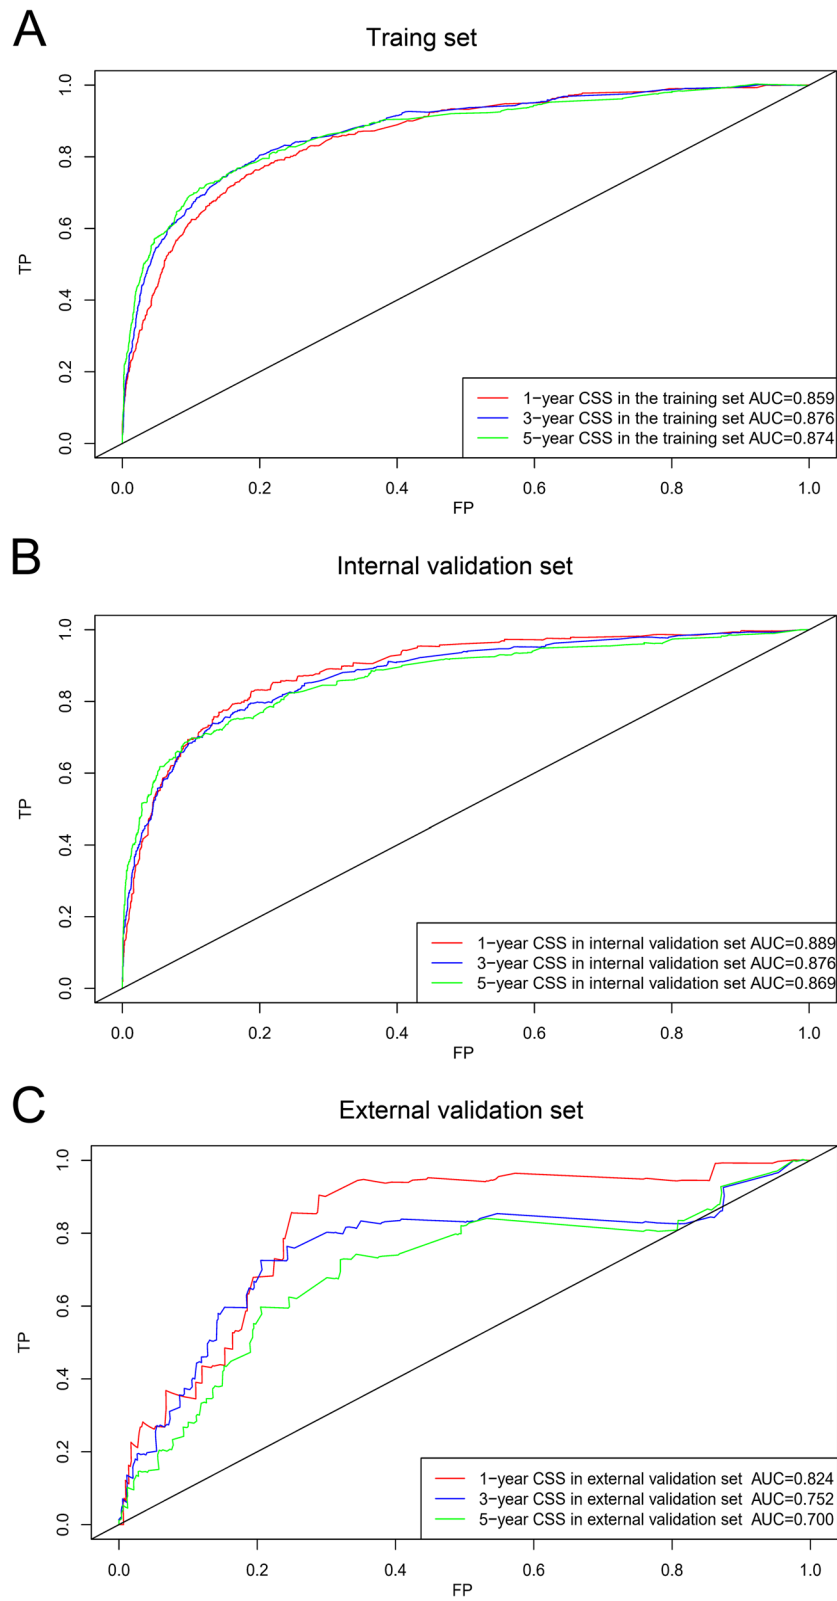 A
Traing set
TP
1.0
0.8
0.6
0.4
0.2
0.0
1-year CSS in the training set AUC=0.859
3-year CSS in the training set AUC=0.876
5-year CSS in the training set AUC=0.874
0.0 0.2 0.4 0.6 0.8 1.0
FP
B
Internal validation set
TP
1.0
0.8
0.6
0.4
0.2
0.0
1-year CSS in internal validation set AUC=0.889
3-year CSS in internal validation set AUC=0.876
5-year CSS in internal validation set AUC=0.869
0.0 0.2 0.4 0.6 0.8 1.0
FP
C
External validation set
TP
1.0
0.8
0.6
0.4
0.2
0.0
1-year CSS in external validation set AUC=0.824
3-year CSS in external validation set AUC=0.752
5-year CSS in external validation set AUC=0.700
0.0 0.2 0.4 0.6 0.8 1.0
FP